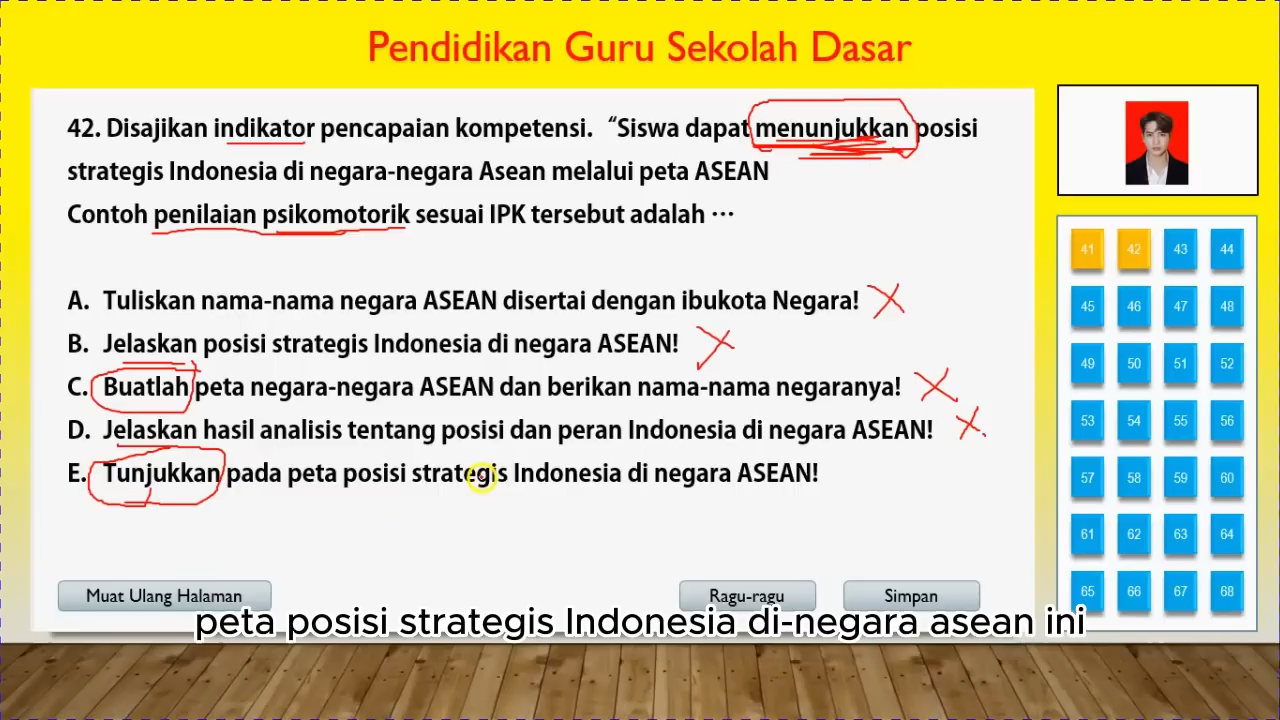 Pendidikan Guru Sekolah Dasar
42. Disajikan indikator pencapaian kompetensi. “Siswa dapat menunjukkan posisi
strategis Indonesia di negara-negara Asean melalui peta ASEAN
Contoh penilaian psikomotorik sesuai IPK tersebut adalah ⋯
A. Tuliskan nama-nama negara ASEAN disertai dengan ibukota Negara!
B. Jelaskan posisi strategis Indonesia di negara ASEAN!
C. Buatlah peta negara-negara ASEAN dan berikan nama-nama negaranya!
D. Jelaskan hasil analisis tentang posisi dan peran Indonesia di negara ASEAN!
E. Tunjukkan pada peta posisi strategis Indonesia di negara ASEAN!
41 42 43 44
45 46 47 48
49 50 51 52
53 54 55 56
57 58 59 60
61 62 63 64
65 66 67 68
Muat Ulang Halaman
Ragu-ragu
Simpan
peta posisi strategis Indonesia di-negara asean ini